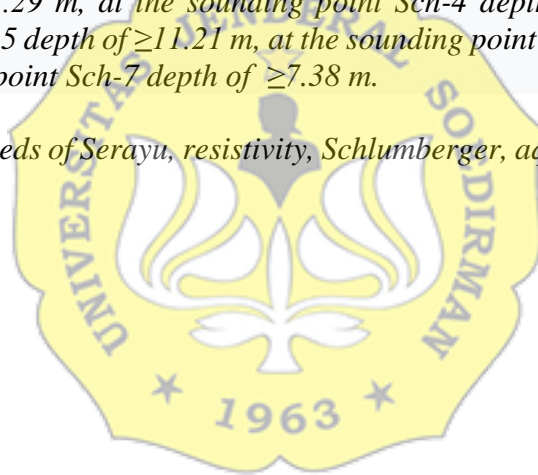 .29 m, at the sounding point Sch-4 depth
5 depth of ≥11.21 m, at the sounding point
point Sch-7 depth of ≥7.38 m.
eds of Serayu, resistivity, Schlumberger, aq
UNIVERSITAS JENDERAL SOEDIRMAN
1963